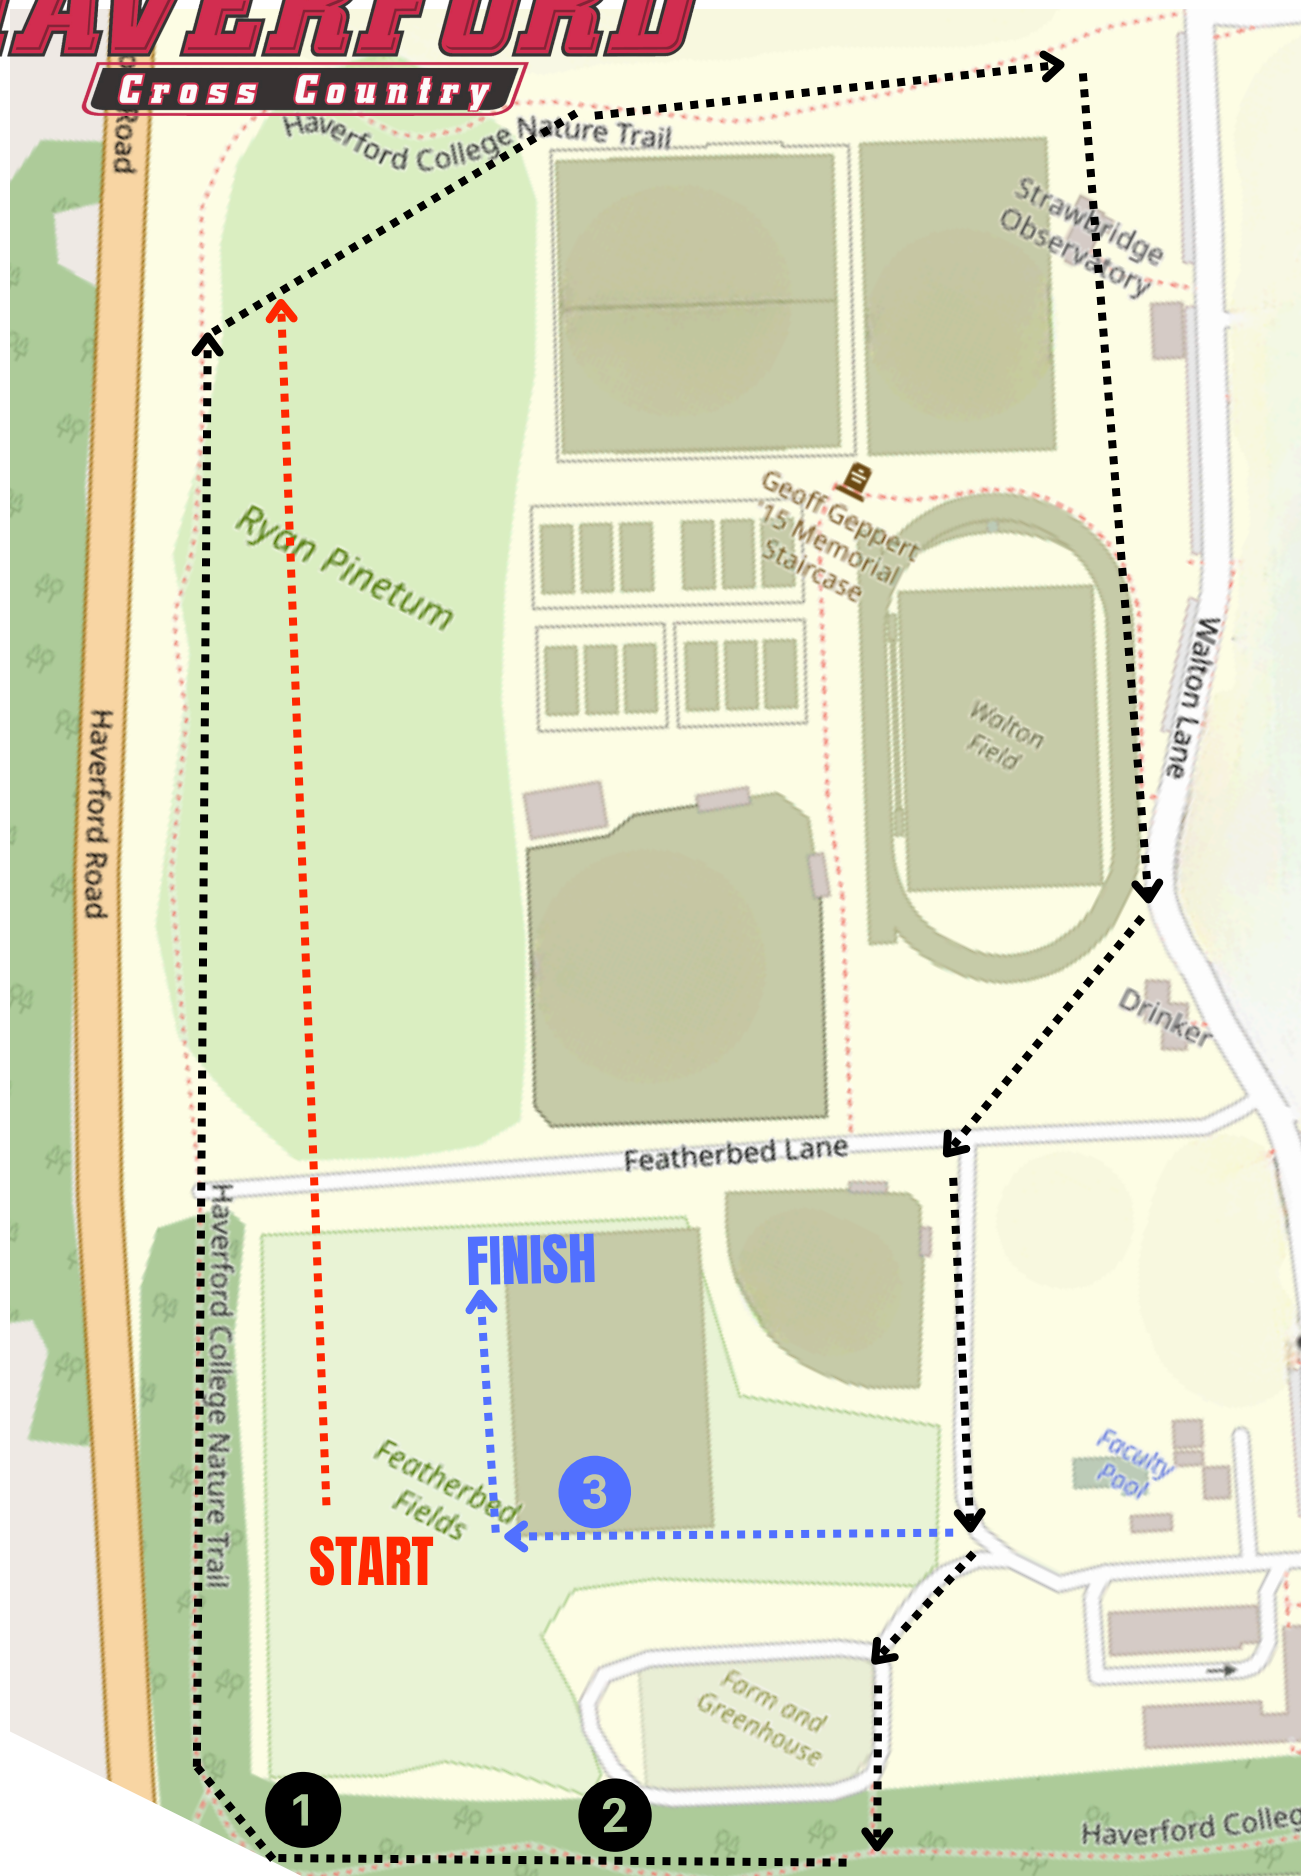 HAVERFORD
Cross Country
Road
Haverford College Nature Trail
Strawbridge
Observatory
Ryan Pinetum
Geoff Geppert
'15 Memorial
Staircase
Walton Lane
Walton
Field
Haverford Road
Drinker
Featherbed Lane
Haverford College Nature Trail
FINISH
Featherbed
Fields
3
Faculty
Pool
START
Farm and
Greenhouse
1
2
Haverford Colleg